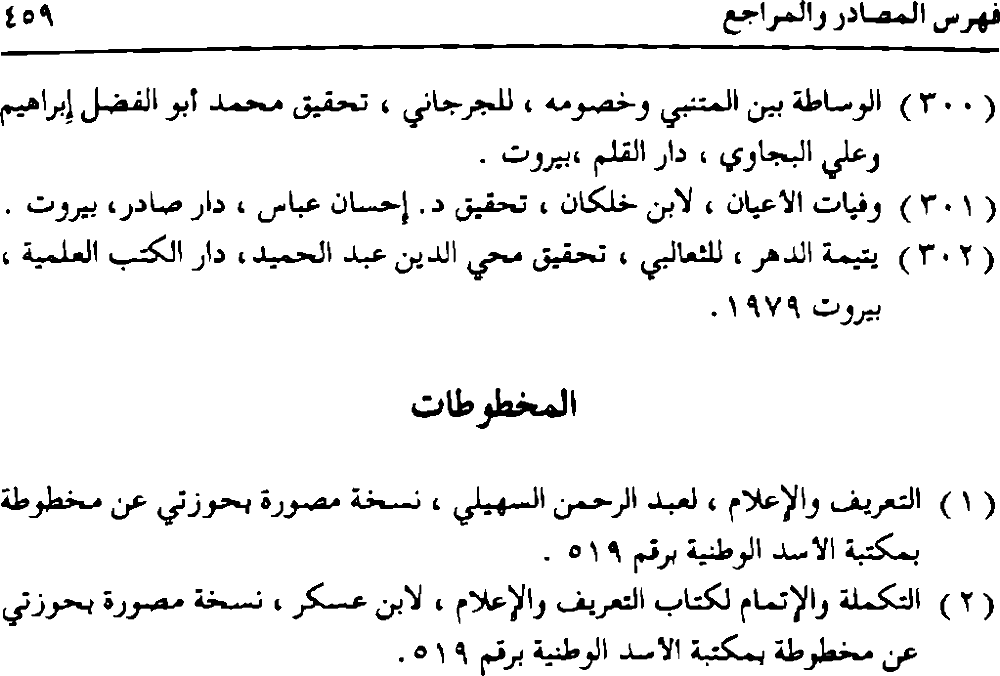 فهرس المصادر والمراجع ٤٥٩
( ٣٠٠ ) الوساطة بين المتنبي وخصومه ، للجرجاني ، تحقيق محمد أبو الفضل إبراهيم
وعلي البجاوي ، دار القلم ،بيروت .
( ٣٠١ ) وفيات الأعيان ، لابن خلكان ، تحقيق د. إحسان عباس ، دار صادر، بيروت .
( ٣٠٢ ) يتيمة الدهر ، للثعالبي ، تحقيق محي الدين عبد الحميد، دار الكتب العلمية ،
بيروت ١٩٧٩ .
المخطوطات
( ١ ) التعريف والإعلام ، لعبد الرحمن السهيلي ، نسخة مصورة بحوزتي عن مخطوطة
بمكتبة الأسد الوطنية برقم ٥١٩ .
( ٢ ) التكملة والإتمام لكتاب التعريف والإعلام ، لابن عسكر ، نسخة مصورة بحوزتي
عن مخطوطة بمكتبة الأسد الوطنية برقم ٥١٩ .